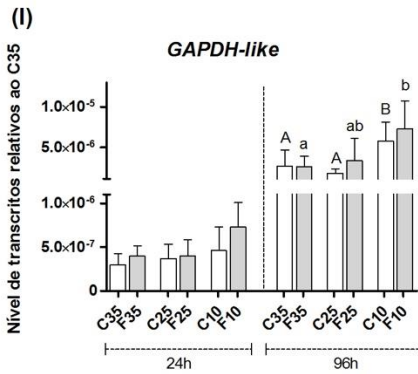 (I)
GAPDH-like
Nível de transcritos relativos ao C35
1.0×10⁻⁵
5.0×10⁻⁶
1.0×10⁻⁶
5.0×10⁻⁷
0
A a A ab B b
C35 F35 C25 F25 C10 F10 C35 F35 C25 F25 C10 F10
24h 96h